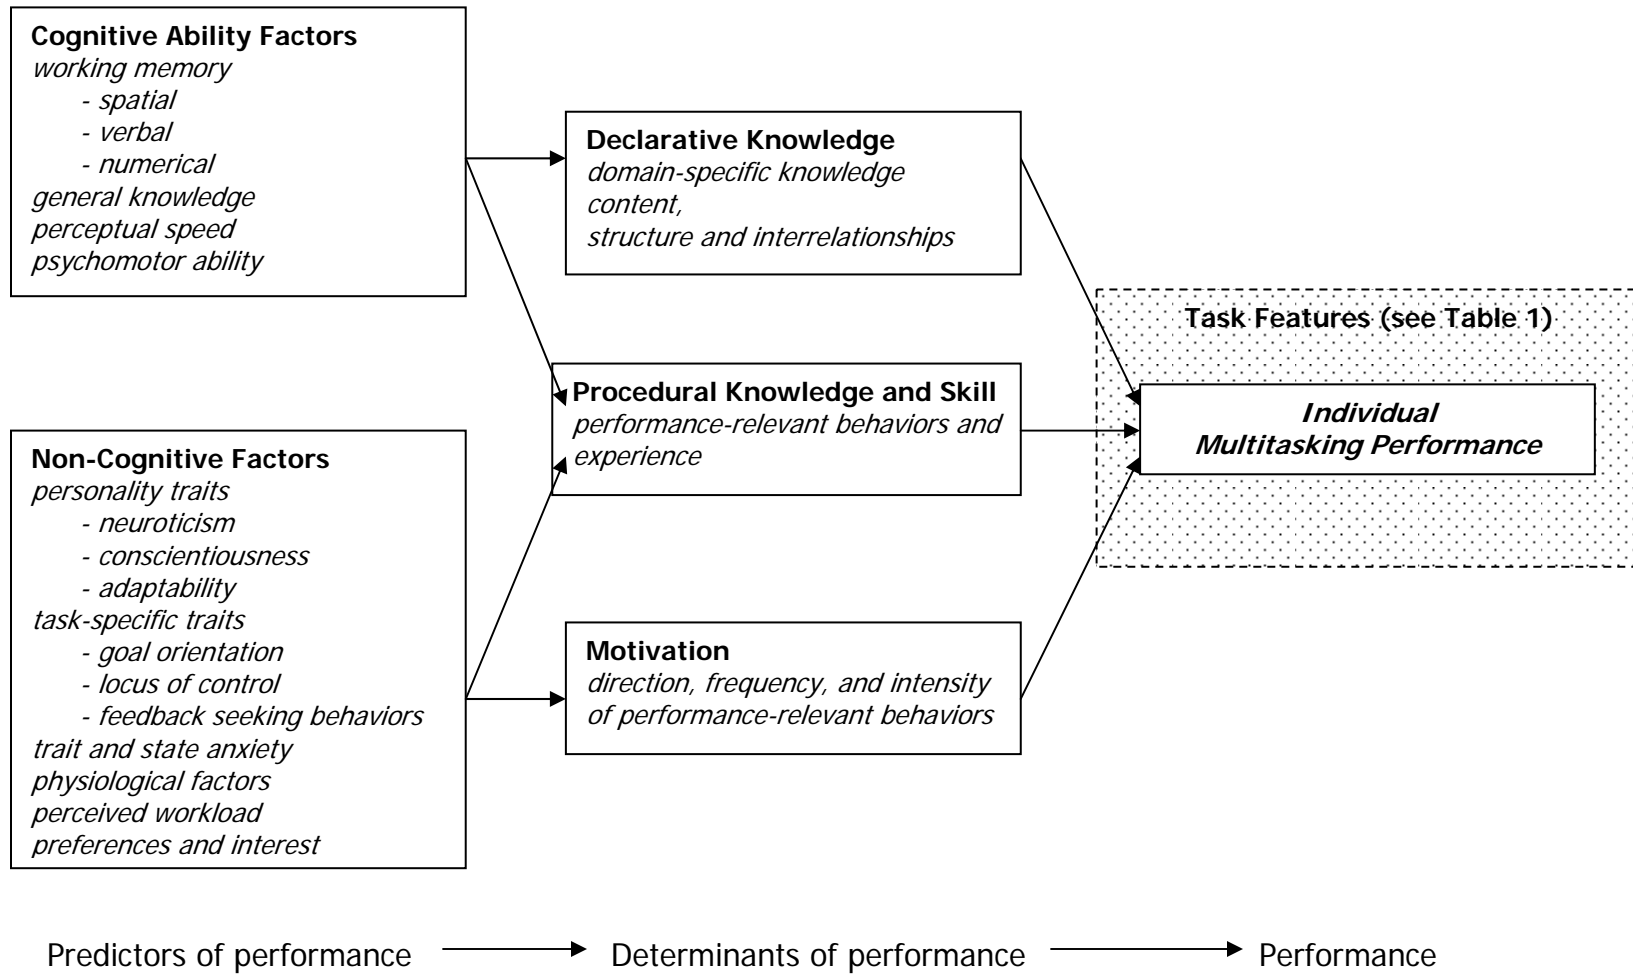 Cognitive Ability Factors
working memory
- spatial
- verbal
- numerical
general knowledge
perceptual speed
psychomotor ability
Non-Cognitive Factors
personality traits
- neuroticism
- conscientiousness
- adaptability
task-specific traits
- goal orientation
- locus of control
- feedback seeking behaviors
trait and state anxiety
physiological factors
perceived workload
preferences and interest
Declarative Knowledge
domain-specific knowledge
content,
structure and interrelationships
Procedural Knowledge and Skill
performance-relevant behaviors and
experience
Motivation
direction, frequency, and intensity
of performance-relevant behaviors
Task Features (see Table 1)
Individual
Multitasking Performance
Predictors of performance
Determinants of performance
Performance